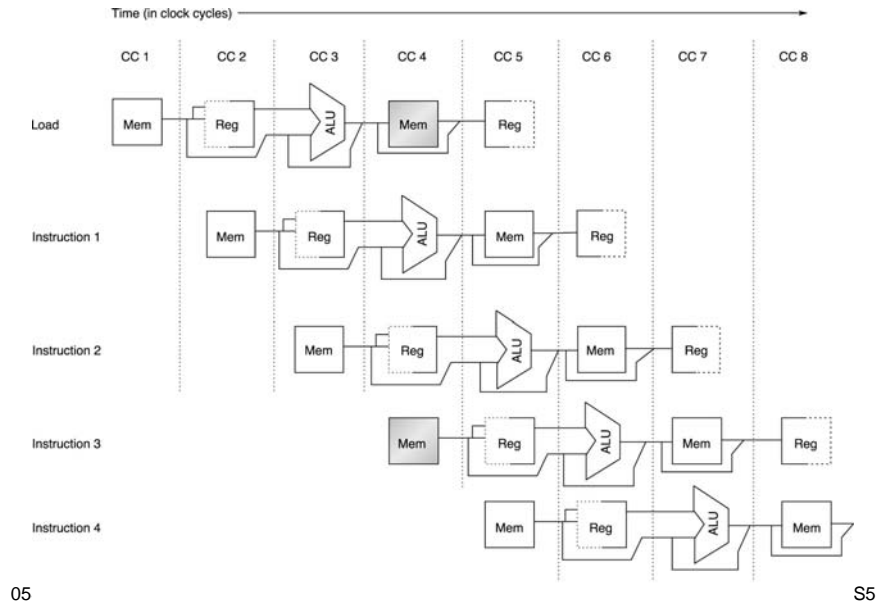 Time (in clock cycles)
CC 1 CC 2 CC 3 CC 4 CC 5 CC 6 CC 7 CC 8
Load Mem Reg ALU Mem Reg
Instruction 1 Mem Reg ALU Mem Reg
Instruction 2 Mem Reg ALU Mem Reg
Instruction 3 Mem Reg ALU Mem Reg
Instruction 4 Mem Reg ALU Mem
05 S5